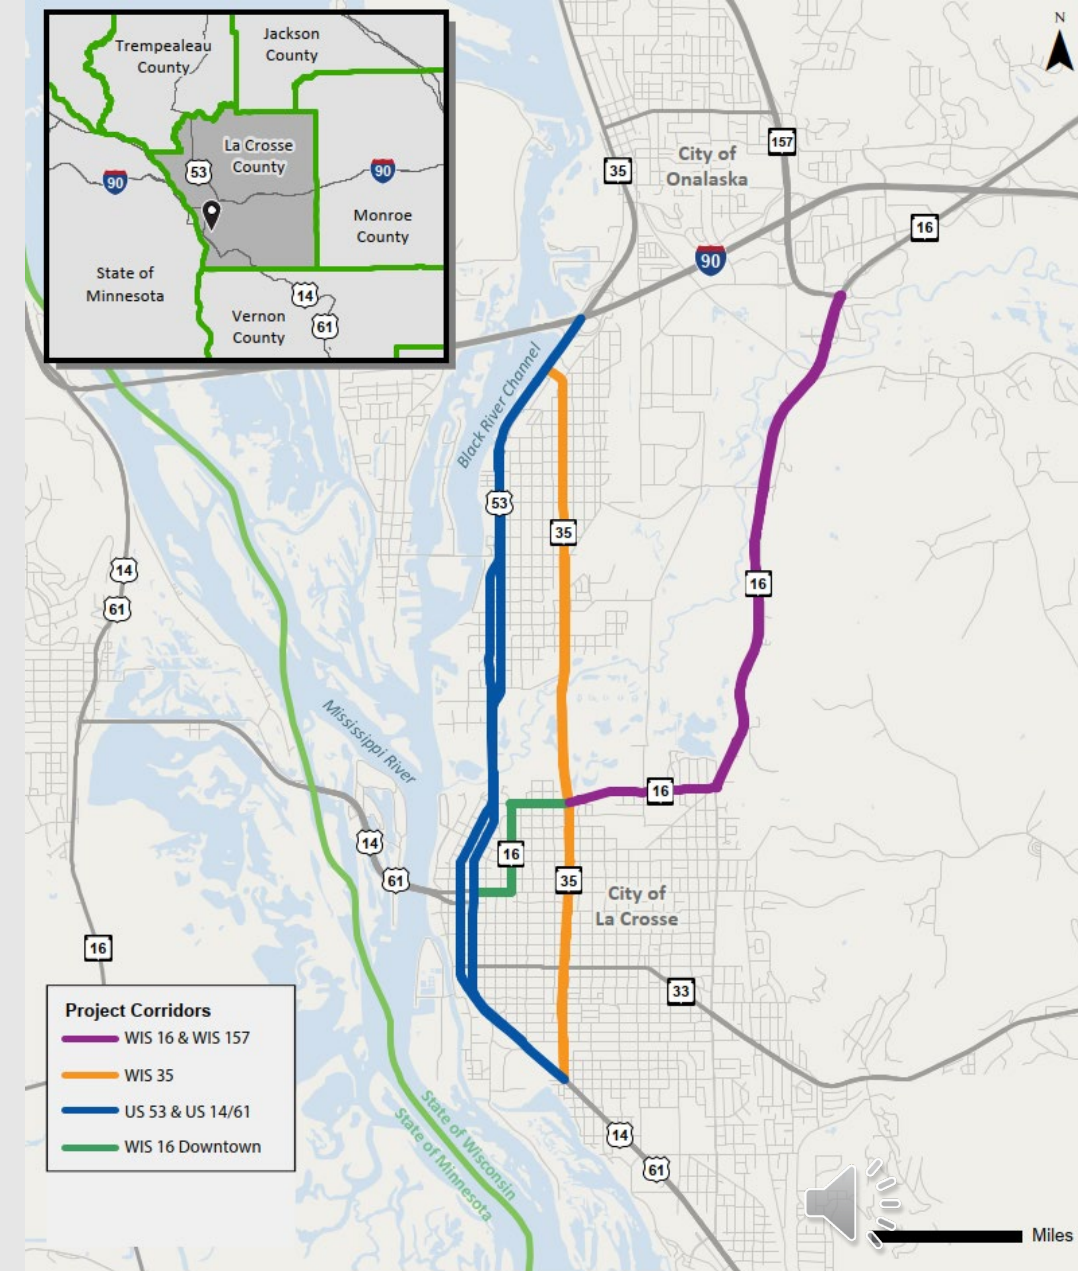 Trempealeau
County
Jackson
County
La Crosse
County
53
90
90
Monroe
County
State of
Minnesota
14
Vernon
County
61
N
157
35
City of
Onalaska
16
90
Black River Channel
53
35
14
61
16
Mississippi River
16
14
16
61
35
City of
La Crosse
16
33
Project Corridors
WIS 16 & WIS 157
WIS 35
US 53 & US 14/61
WIS 16 Downtown
State of Wisconsin
State of Minnesota
14
61
Miles